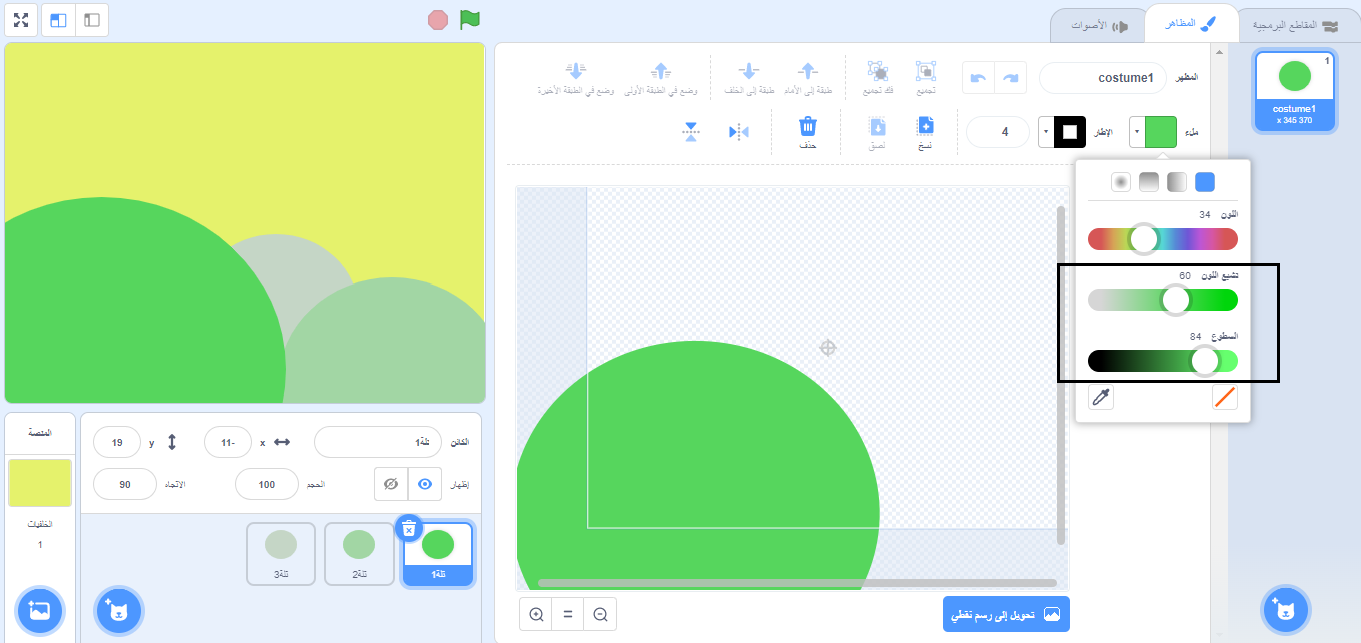 المقاطع البرمجية
المظاهر
الأصوات
1
costume1
345 370 x
المظهر
costume1
تجميع
فك تجميع
طبقة إلى الأمام
طبقة إلى الخلف
وضع في الطبقة الأولى
وضع في الطبقة الأخيرة
ملء
الإطار
4
نسخ
لصق
حذف
اللون 34
تشبع اللون 60
السطوع 84
تحويل إلى رسم نقطي
الكائن
تلة1
x
-11
y
19
إظهار
الحجم
100
الاتجاه
90
تلة1
تلة2
تلة3
المنصة
الخلفيات
1